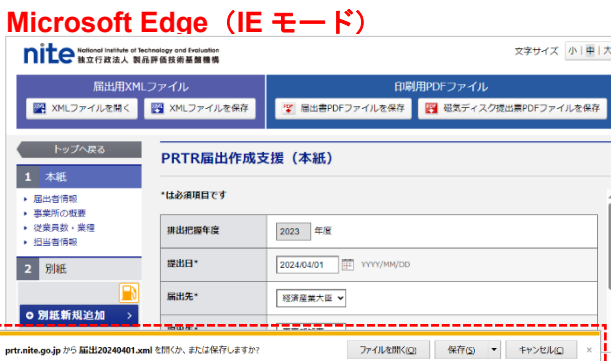 Microsoft Edge（IE モード）
nite National Institute of Technology and Evaluation
独立行政法人 製品評価技術基盤機構
文字サイズ 小 中 大
届出用XMLファイル
印刷用PDFファイル
XMLファイルを開く
XMLファイルを保存
届出書PDFファイルを保存
磁気ディスク提出票PDFファイルを保存
トップへ戻る
PRTR届出作成支援（本紙）
1 本紙
*は必須項目です
届出者情報
事業所の概要
従業員数・業種
担当者情報
排出把握年度 2023 年度
提出日* 2024/04/01 YYYY/MM/DD
2 別紙
届出先* 経済産業大臣
別紙新規追加
prtr.nite.go.jp から 届出20240401.xml を開くか、または保存しますか?
ファイルを開く(O)
保存(S)
キャンセル(C)
×